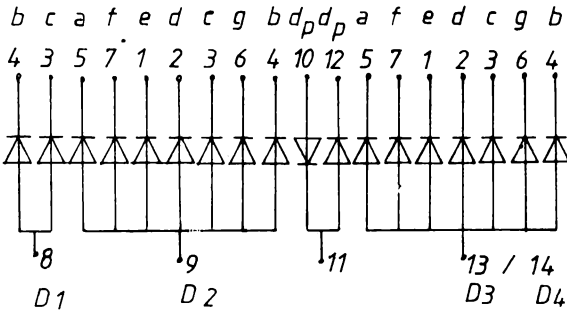 b c a f e d c g b dp dp a f e d c g b
4 3 5 7 1 2 3 6 4 10 12 5 7 1 2 3 6 4
8 9 11 13 / 14
D1 D2 D3 D4